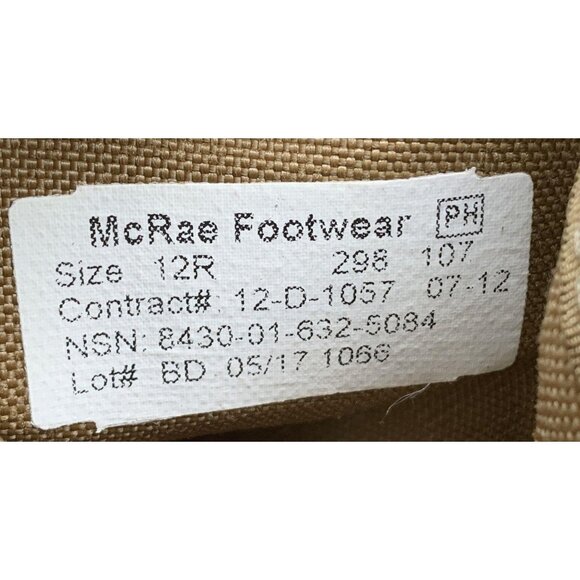 McRae Footwear PH
Size 12R 298 107
Contract#: 12-D-1057 07-12
NSN: 8430-01-632-5084
Lot# BD 05/17 1066